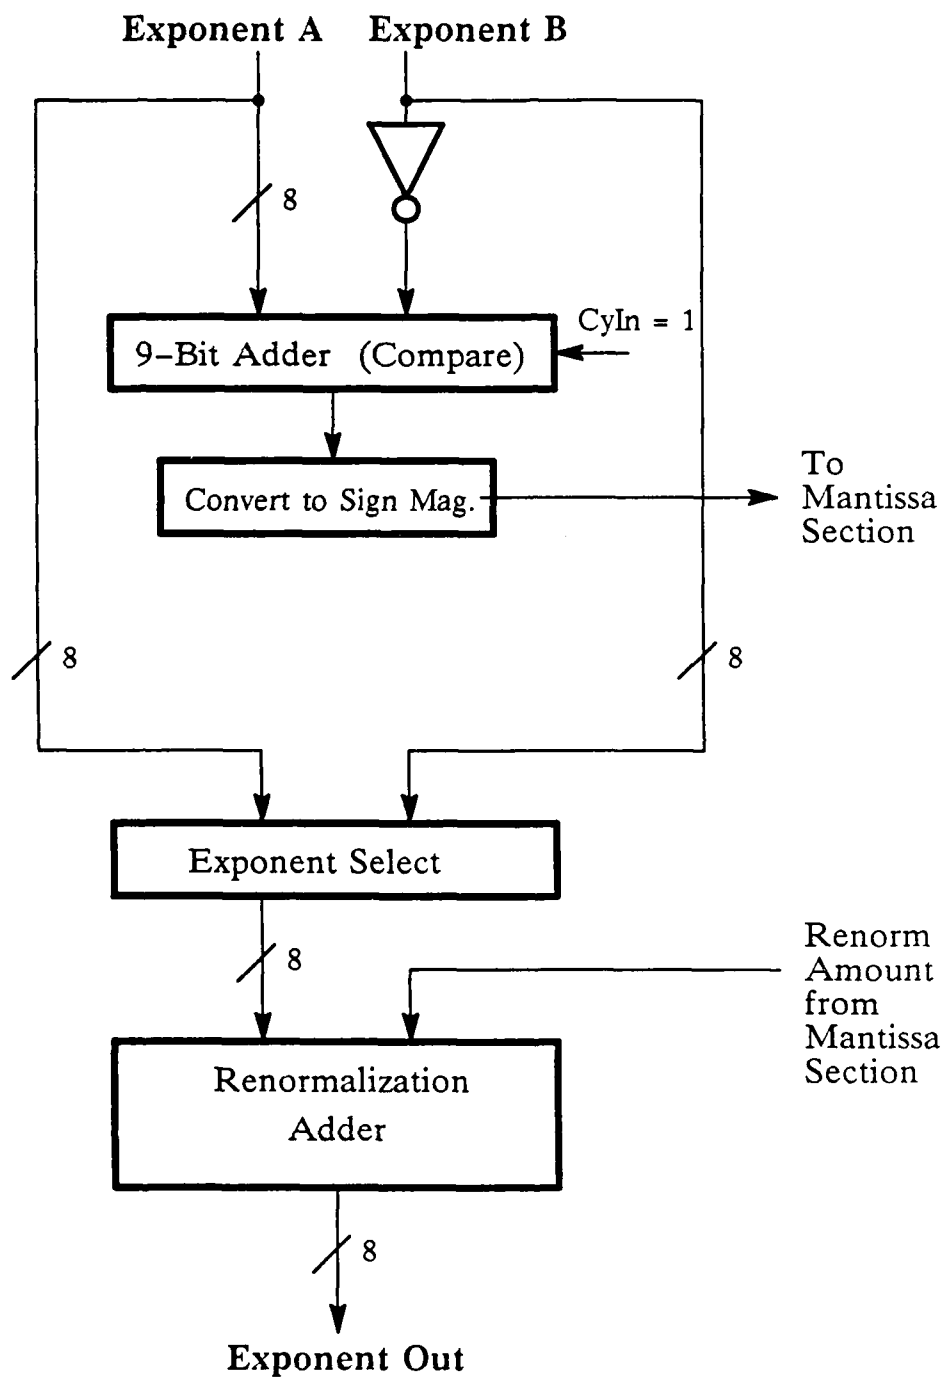 Exponent A
Exponent B
8
CyIn = 1
9-Bit Adder (Compare)
Convert to Sign Mag.
To
Mantissa
Section
8
8
Exponent Select
8
Renorm
Amount
from
Mantissa
Section
Renormalization
Adder
8
Exponent Out